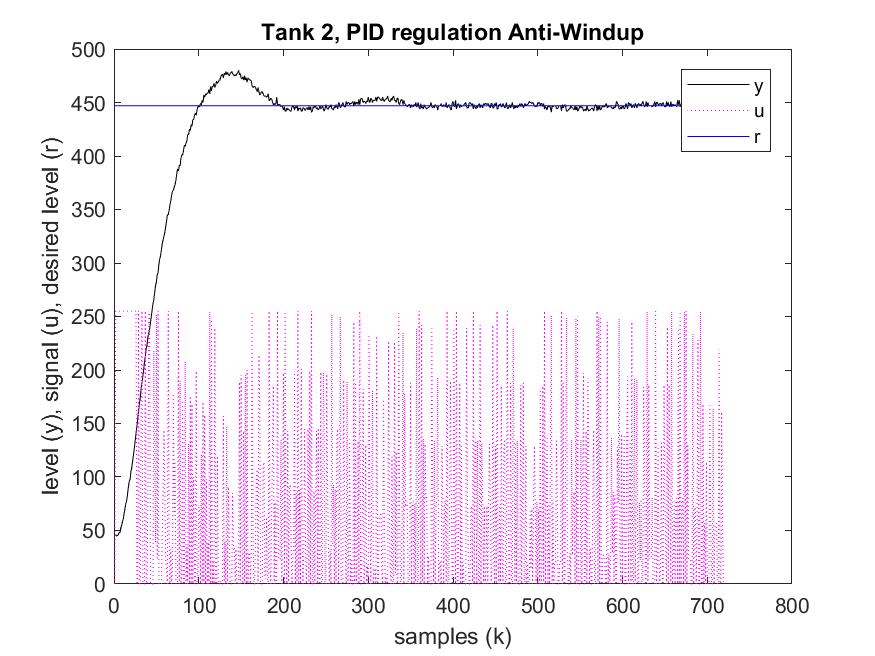 Tank 2, PID regulation Anti-Windup
500
450
400
350
300
250
200
150
100
50
0
level (y), signal (u), desired level (r)
y
u
r
0 100 200 300 400 500 600 700 800
samples (k)